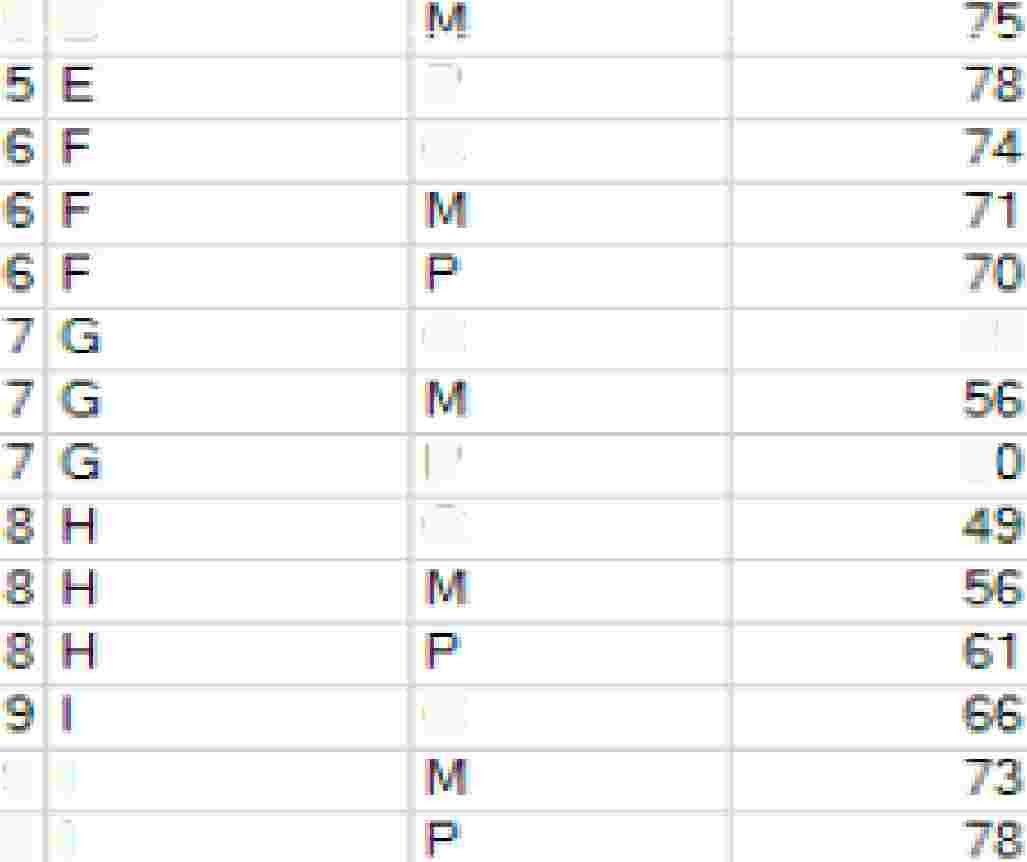 M 75
5 E 78
6 F 74
6 F M 71
6 F P 70
7 G
7 G M 56
7 G 0
8 H 49
8 H M 56
8 H P 61
9 I 66
M 73
P 78